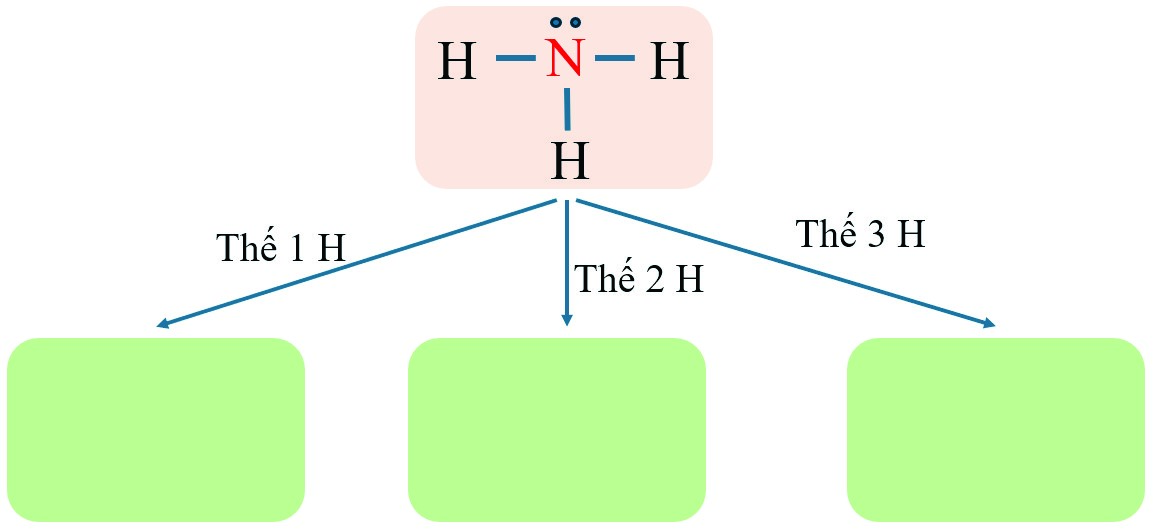 H — N — H
H
Thế 1 H
Thế 2 H
Thế 3 H